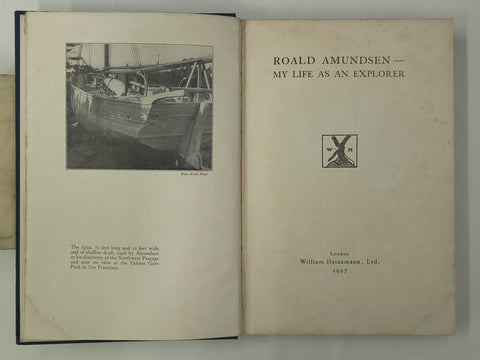 Wide World Photo
The Gjoa, 72 feet long and 11 feet wide
and of shallow draft, used by Amundsen
in his discovery of the Northwest Passage
and now on view at the Golden Gate
Park in San Francisco.
ROALD AMUNDSEN—
MY LIFE AS AN EXPLORER
W H
London
William Heinemann, Ltd.
1927